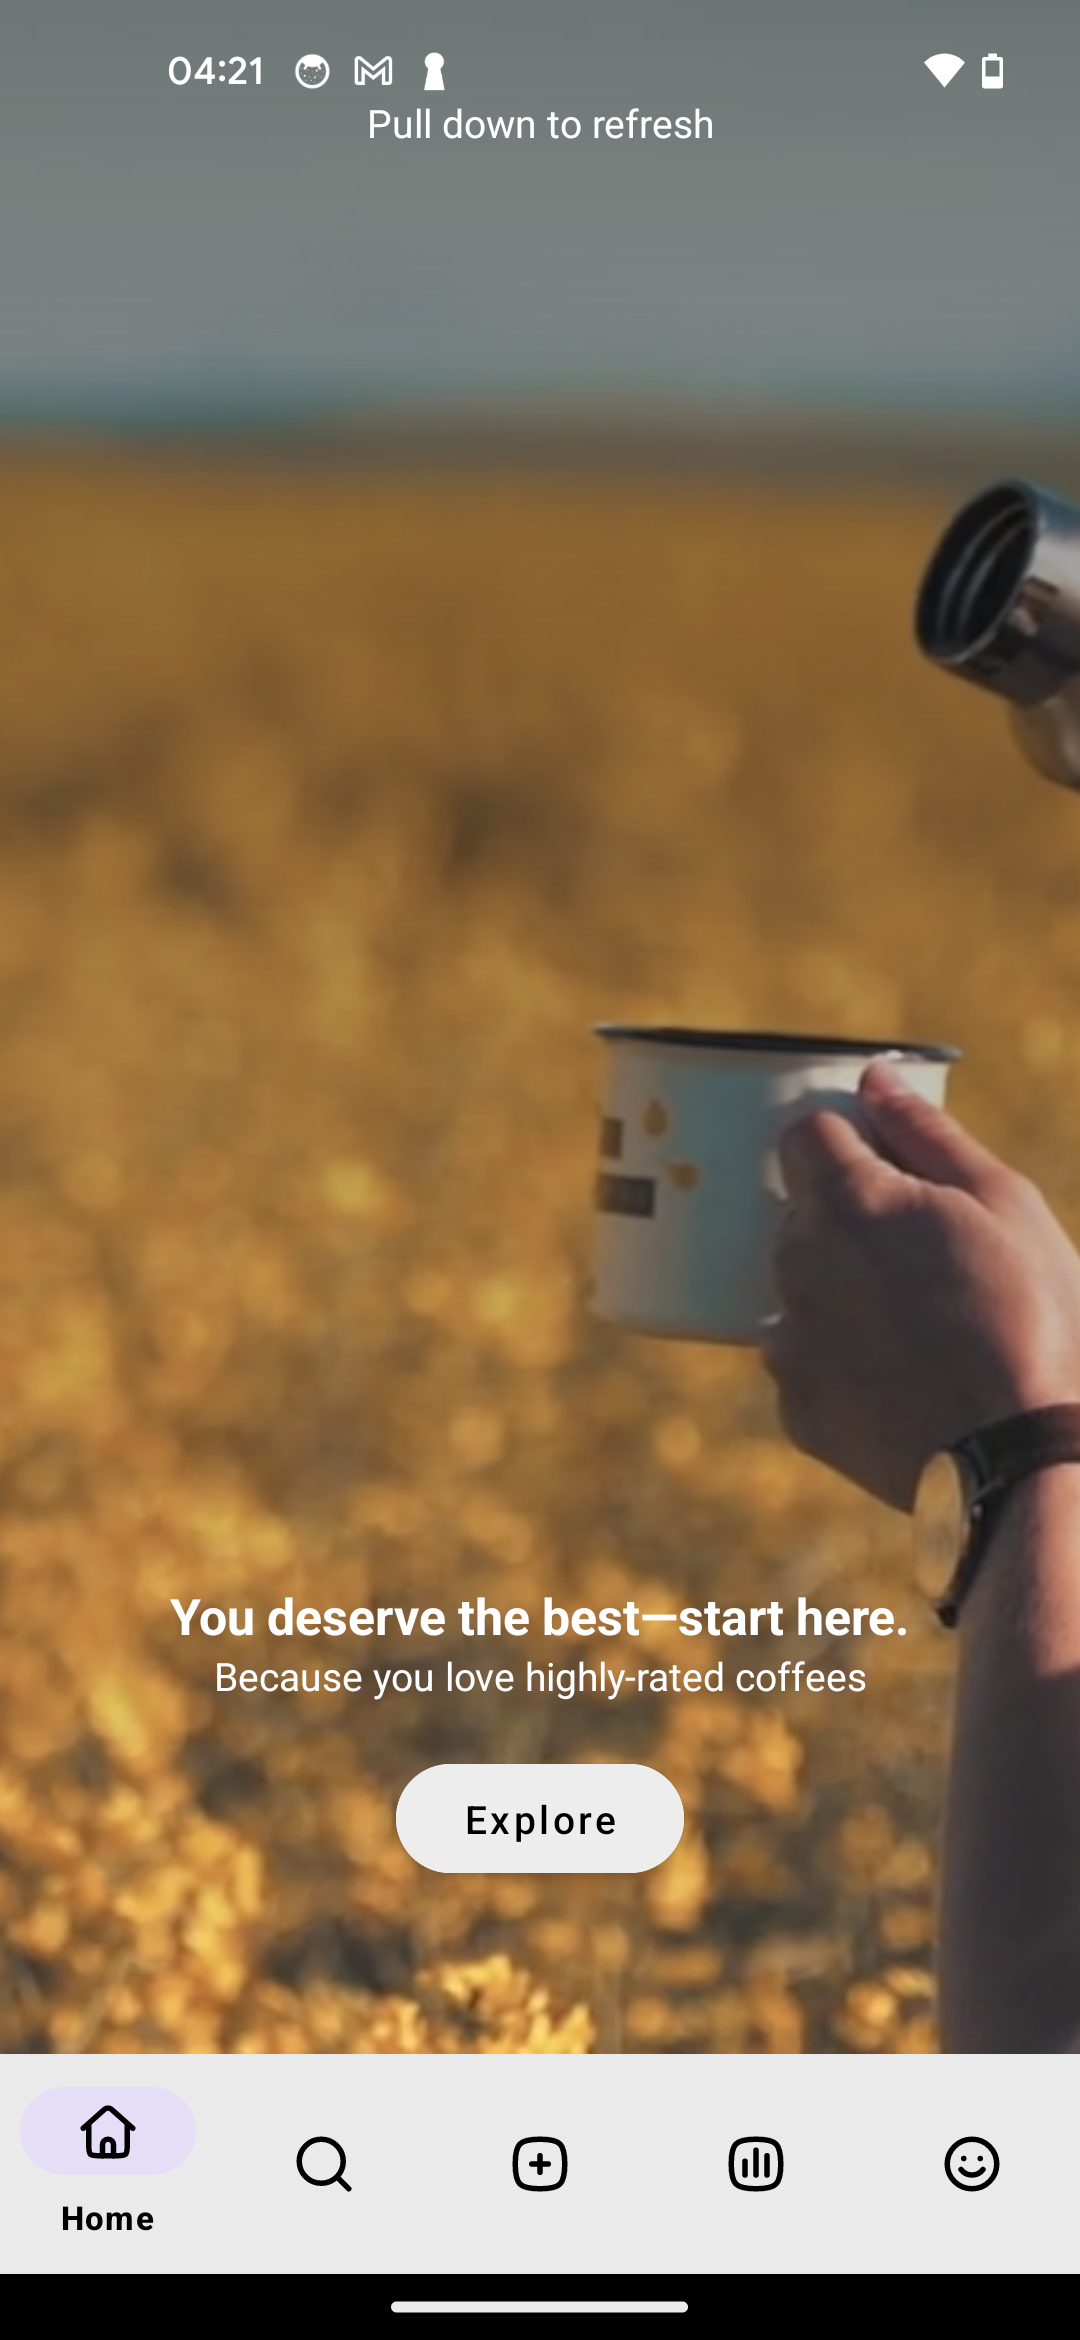 04:21
Pull down to refresh
You deserve the best—start here.
Because you love highly-rated coffees
Explore
Home